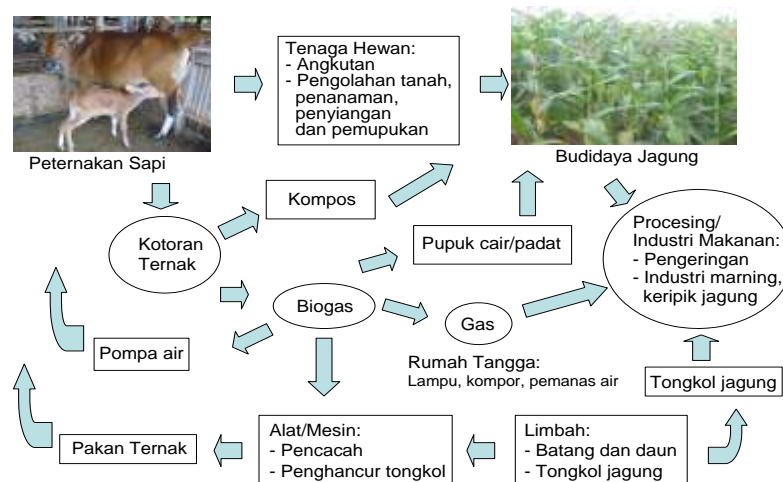 Tenaga Hewan:
- Angkutan
- Pengolahan tanah,
penanaman,
penyiangan
dan pemupukan
Peternakan Sapi
Budidaya Jagung
Kompos
Kotoran
Ternak
Pupuk cair/padat
Procesing/
Industri Makanan:
- Pengeringan
- Industri marning,
keripik jagung
Biogas
Gas
Pompa air
Rumah Tangga:
Lampu, kompor, pemanas air
Tongkol jagung
Pakan Ternak
Alat/Mesin:
- Pencacah
- Penghancur tongkol
Limbah:
- Batang dan daun
- Tongkol jagung